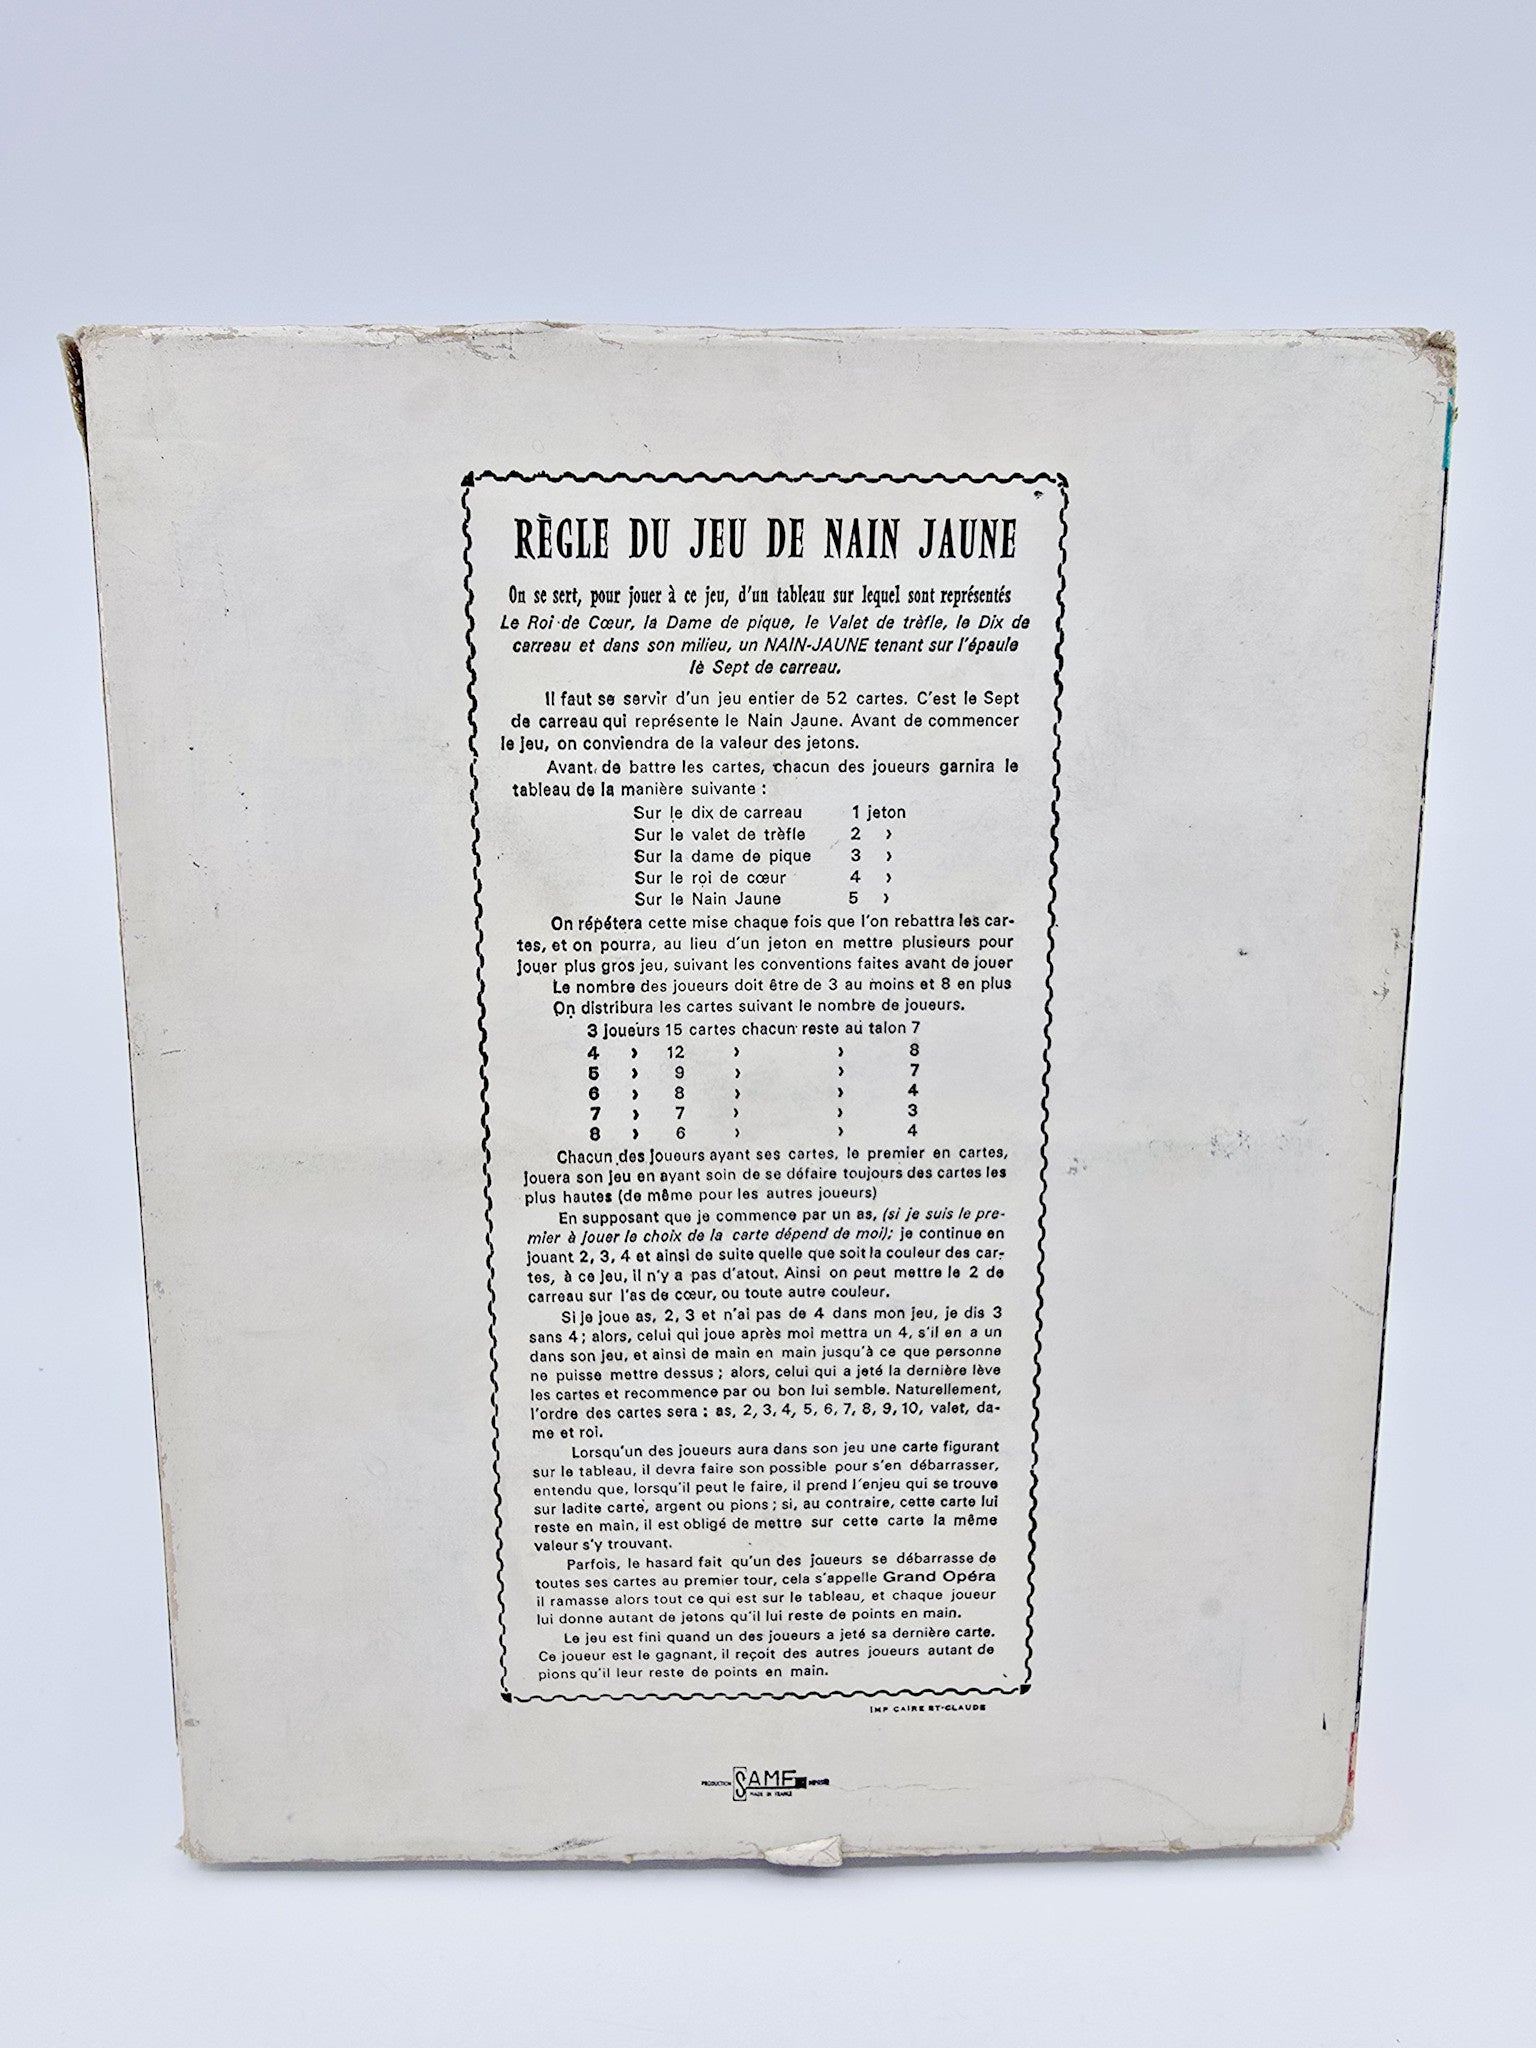 RÈGLE DU JEU DE NAIN JAUNE
On se sert, pour jouer à ce jeu, d'un tableau sur lequel sont représentés
Le Roi de Cœur, la Dame de pique, le Valet de trèfle, le Dix de
carreau et dans son milieu, un NAIN-JAUNE tenant sur l'épaule
lè Sept de carreau.
Il faut se servir d'un jeu entier de 52 cartes. C'est le Sept
de carreau qui représente le Nain Jaune. Avant de commencer
le jeu, on conviendra de la valeur des jetons.
Avant de battre les cartes, chacun des joueurs garnira le
tableau de la manière suivante :
Sur le dix de carreau 1 jeton
Sur le valet de trèfle 2 »
Sur la dame de pique 3 »
Sur le roi de cœur 4 »
Sur le Nain Jaune 5 »
On répétera cette mise chaque fois que l'on rebattra les car-
tes, et on pourra, au lieu d'un jeton en mettre plusieurs pour
jouer plus gros jeu, suivant les conventions faites avant de jouer
Le nombre des joueurs doit être de 3 au moins et 8 en plus
On distribura les cartes suivant le nombre de joueurs.
3 joueurs 15 cartes chacun reste au talon 7
4 » 12 » » 8
5 » 9 » » 7
6 » 8 » » 4
7 » 7 » » 3
8 » 6 » » 4
Chacun des joueurs ayant ses cartes, le premier en cartes,
jouera son jeu en ayant soin de se défaire toujours des cartes les
plus hautes (de même pour les autres joueurs)
En supposant que je commence par un as, (si je suis le pre-
mier à jouer le choix de la carte dépend de moi); je continue en
jouant 2, 3, 4 et ainsi de suite quelle que soit la couleur des car-
tes, à ce jeu, il n'y a pas d'atout. Ainsi on peut mettre le 2 de
carreau sur l'as de cœur, ou toute autre couleur.
Si je joue as, 2, 3 et n'ai pas de 4 dans mon jeu, je dis 3
sans 4 ; alors, celui qui joue après moi mettra un 4, s'il en a un
dans son jeu, et ainsi de main en main jusqu'à ce que personne
ne puisse mettre dessus ; alors, celui qui a jeté la dernière lève
les cartes et recommence par ou bon lui semble. Naturellement,
l'ordre des cartes sera : as, 2, 3, 4, 5, 6, 7, 8, 9, 10, valet, da-
me et roi.
Lorsqu'un des joueurs aura dans son jeu une carte figurant
sur le tableau, il devra faire son possible pour s'en débarrasser,
entendu que, lorsqu'il peut le faire, il prend l'enjeu qui se trouve
sur ladite carte, argent ou pions ; si, au contraire, cette carte lui
reste en main, il est obligé de mettre sur cette carte la même
valeur s'y trouvant.
Parfois, le hasard fait qu'un des joueurs se débarrasse de
toutes ses cartes au premier tour, cela s'appelle Grand Opéra
il ramasse alors tout ce qui est sur le tableau, et chaque joueur
lui donne autant de jetons qu'il lui reste de points en main.
Le jeu est fini quand un des joueurs a jeté sa dernière carte.
Ce joueur est le gagnant, il reçoit des autres joueurs autant de
pions qu'il leur reste de points en main.
IMP CAIRE ET-CLAUDE
PRODUCTION SAME
MADE IN FRANCE